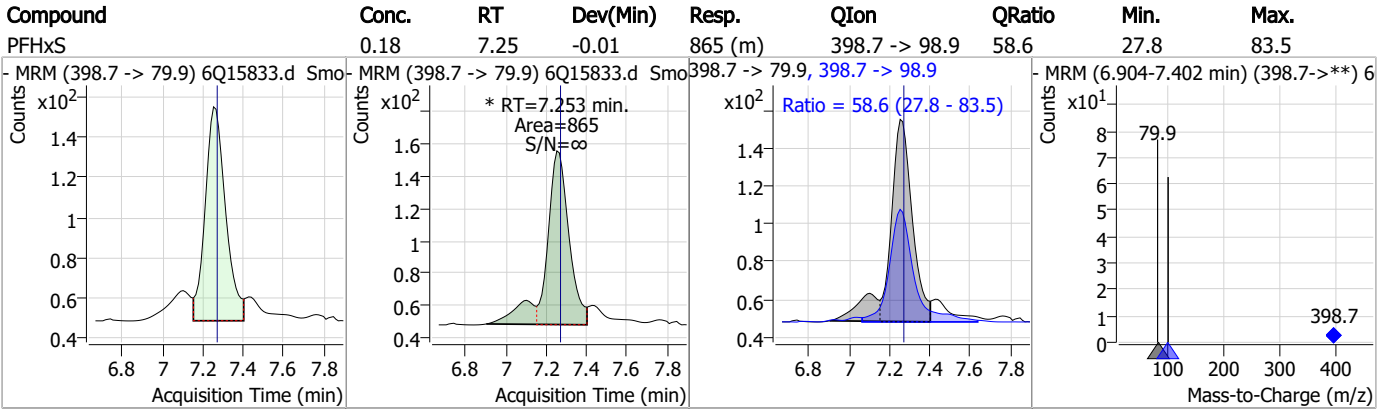 Compound Conc. RT Dev(Min) Resp. QIon QRatio Min. Max.
PFHxS 0.18 7.25 -0.01 865 (m) 398.7 -> 98.9 58.6 27.8 83.5
- MRM (398.7 -> 79.9) 6Q15833.d Smo
Counts
x10²
1.4
1.2
1
0.8
0.6
0.4
6.8 7 7.2 7.4 7.6 7.8
Acquisition Time (min)
- MRM (398.7 -> 79.9) 6Q15833.d Smo
Counts
x10²
* RT=7.253 min.
Area=865
S/N=∞
1.6
1.4
1.2
1
0.8
0.6
0.4
6.8 7 7.2 7.4 7.6 7.8
Acquisition Time (min)
398.7 -> 79.9, 398.7 -> 98.9
Counts
x10²
Ratio = 58.6 (27.8 - 83.5)
1.4
1.2
1
0.8
0.6
0.4
6.8 7 7.2 7.4 7.6 7.8
Acquisition Time (min)
- MRM (6.904-7.402 min) (398.7->**) 6
Counts
x10¹
79.9
8
7
6
5
4
3
2
1
0
398.7
100 200 300 400
Mass-to-Charge (m/z)